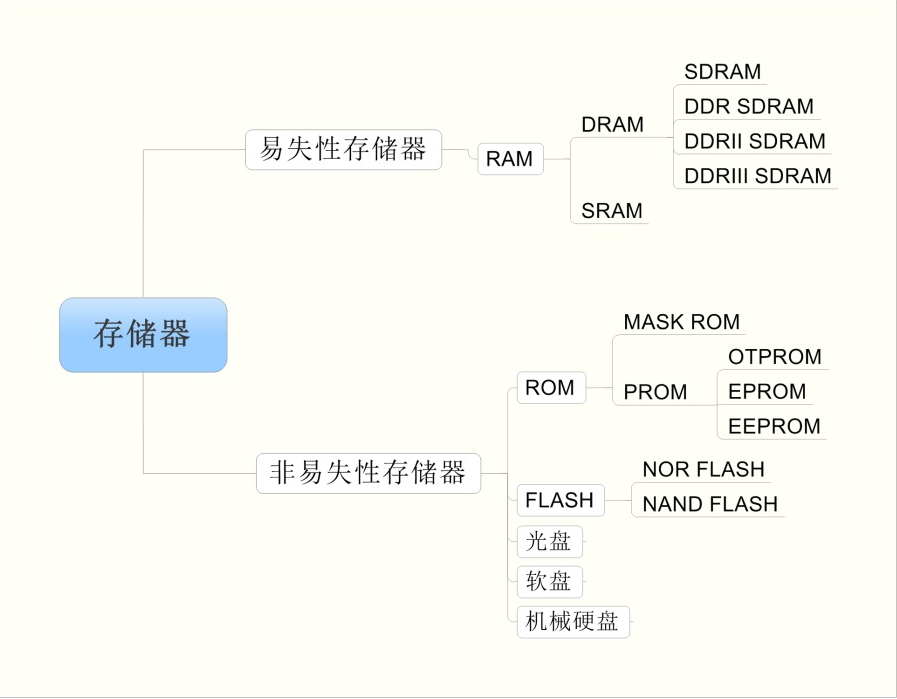 存储器
易失性存储器
RAM
DRAM
SDRAM
DDR SDRAM
DDRII SDRAM
DDRIII SDRAM
SRAM
非易失性存储器
ROM
MASK ROM
PROM
OTPROM
EPROM
EEPROM
FLASH
NOR FLASH
NAND FLASH
光盘
软盘
机械硬盘